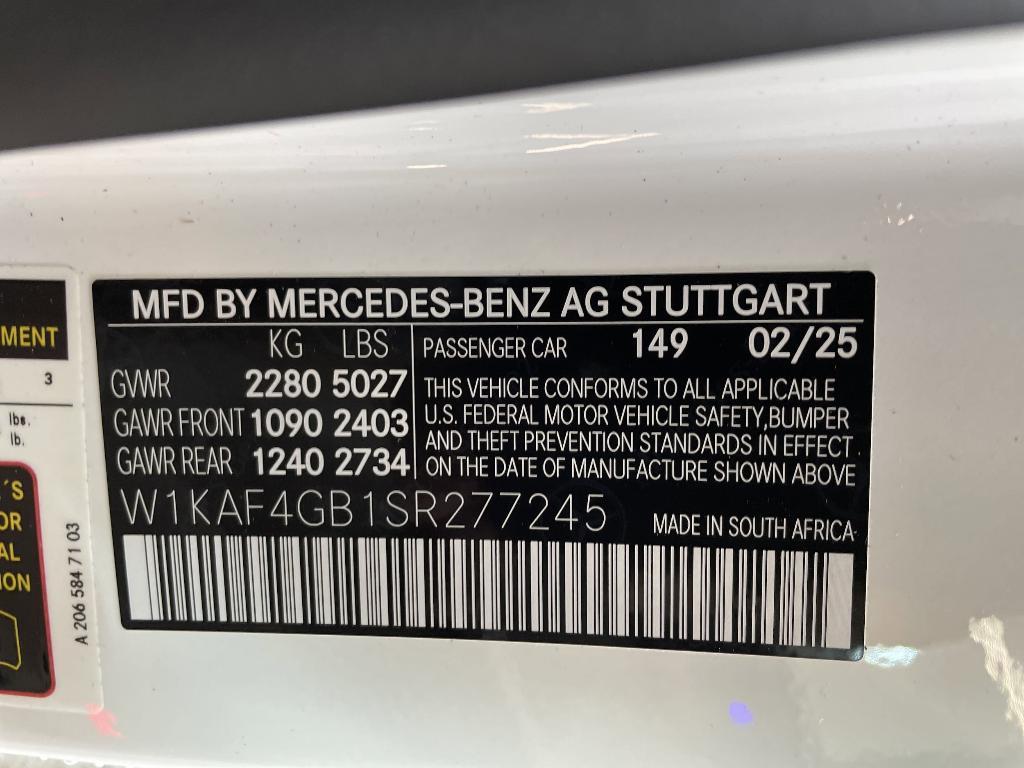 MFD BY MERCEDES-BENZ AG STUTTGART
KG LBS
GVWR 2280 5027
GAWR FRONT 1090 2403
GAWR REAR 1240 2734
PASSENGER CAR 149 02/25
THIS VEHICLE CONFORMS TO ALL APPLICABLE
U.S. FEDERAL MOTOR VEHICLE SAFETY,BUMPER
AND THEFT PREVENTION STANDARDS IN EFFECT
ON THE DATE OF MANUFACTURE SHOWN ABOVE
W1KAF4GB1SR277245
MADE IN SOUTH AFRICA
MENT
3
lbs.
lb.
´S
OR
AL
ION
A 206 584 71 03